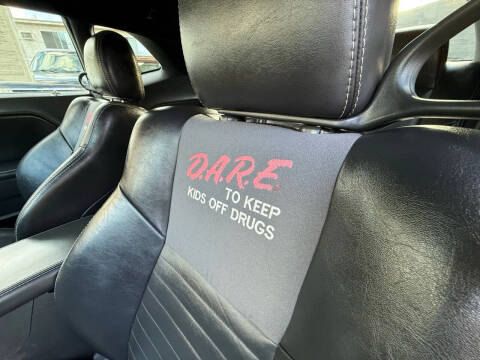 D.A.R.E.
TO KEEP
KIDS OFF DRUGS